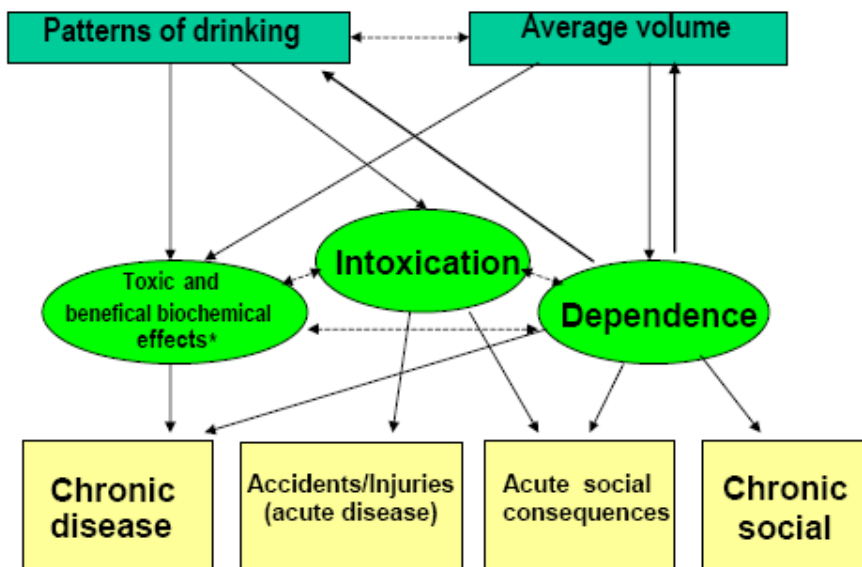 Patterns of drinking
Average volume
Intoxication
Toxic and
benefical biochemical
effects*
Dependence
Chronic
disease
Accidents/Injuries
(acute disease)
Acute social
consequences
Chronic
social